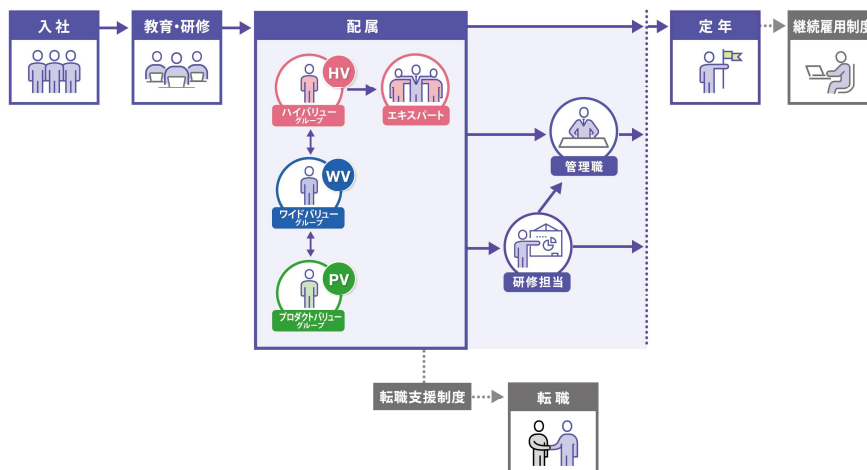 入社
教育・研修
配属
定年
継続雇用制度
HV
ハイバリュー
グループ
エキスパート
WV
ワイドバリュー
グループ
PV
プロダクトバリュー
グループ
管理職
研修担当
転職支援制度
転職